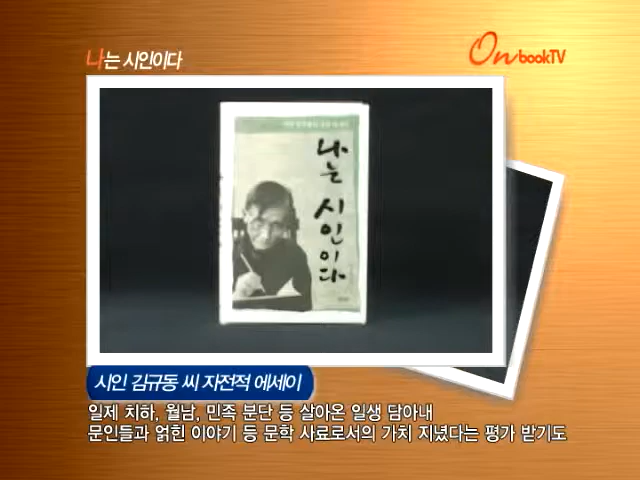 나는 시인이다
On bookTV
나는
시인이다
시인 김규동 씨 자전적 에세이
일제 치하, 월남, 민족 분단 등 살아온 일생 담아내
문인들과 얽힌 이야기 등 문학 사료로서의 가치 지녔다는 평가 받기도